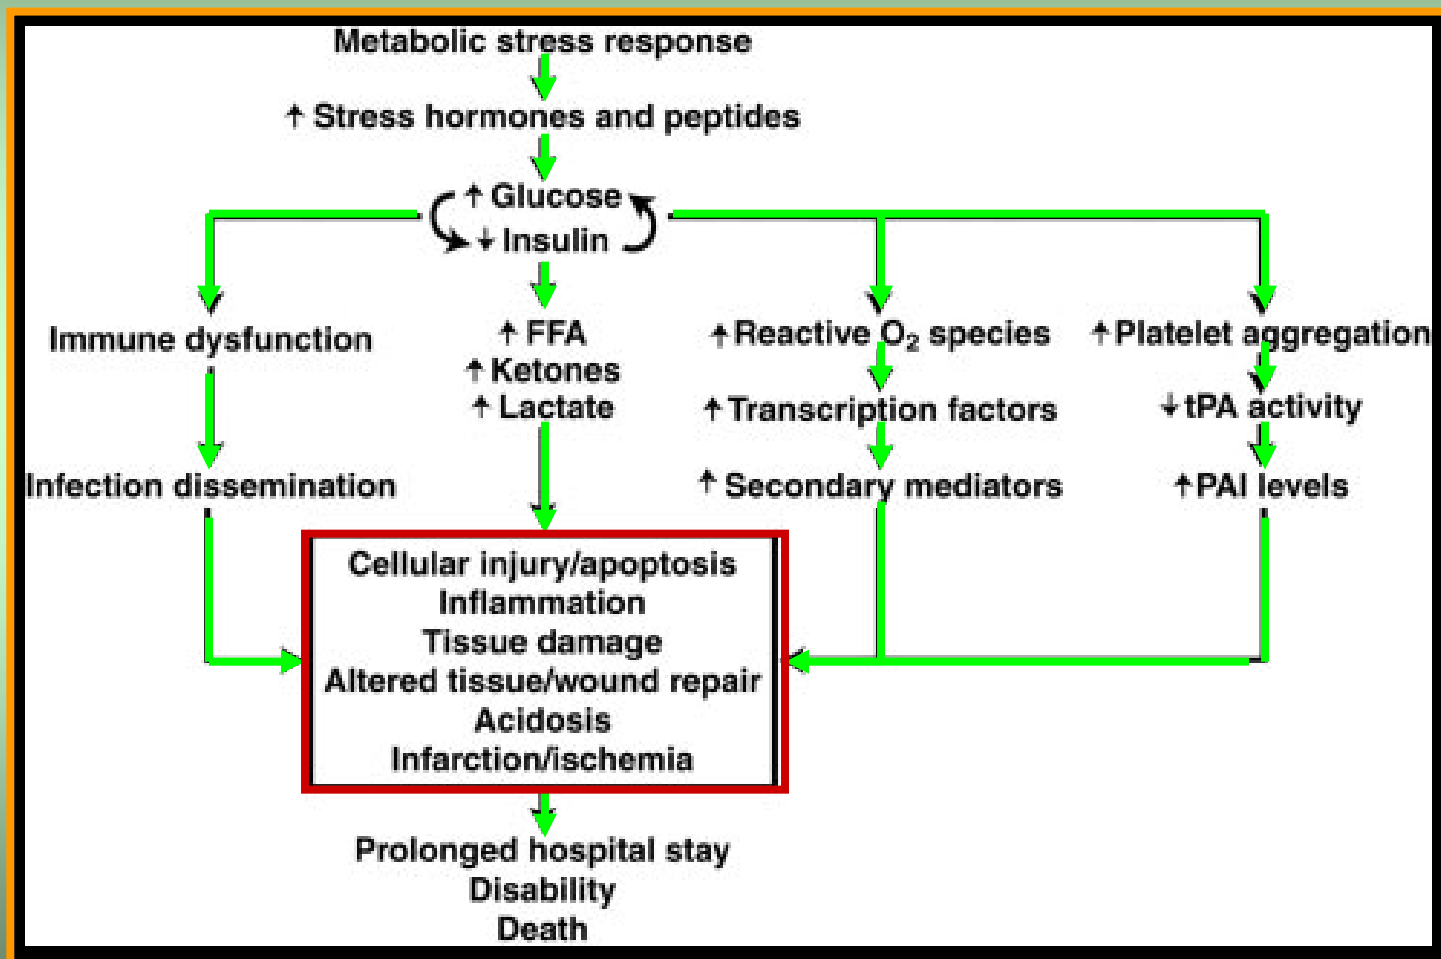 Metabolic stress response
↑ Stress hormones and peptides
↑ Glucose
↓ Insulin
Immune dysfunction
Infection dissemination
↑ FFA
↑ Ketones
↑ Lactate
↑ Reactive O₂ species
↑ Transcription factors
↑ Secondary mediators
↑ Platelet aggregation
↓ tPA activity
↑ PAI levels
Cellular injury/apoptosis
Inflammation
Tissue damage
Altered tissue/wound repair
Acidosis
Infarction/ischemia
Prolonged hospital stay
Disability
Death